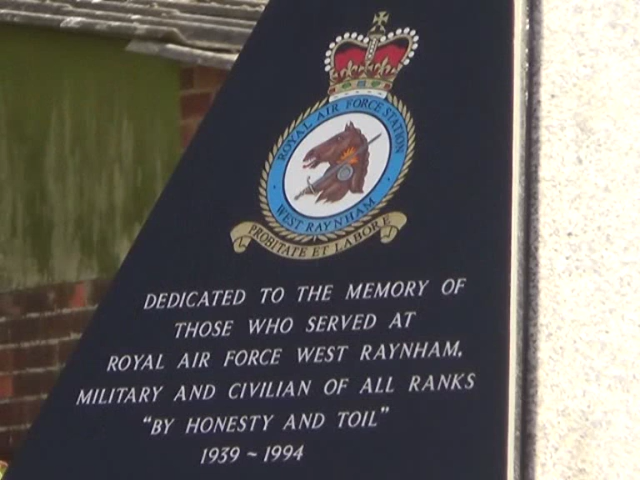 ROYAL AIR FORCE STATION
WEST RAYNHAM
PROBITATE ET LABORE
DEDICATED TO THE MEMORY OF
THOSE WHO SERVED AT
ROYAL AIR FORCE WEST RAYNHAM,
MILITARY AND CIVILIAN OF ALL RANKS
"BY HONESTY AND TOIL"
1939 ~ 1994